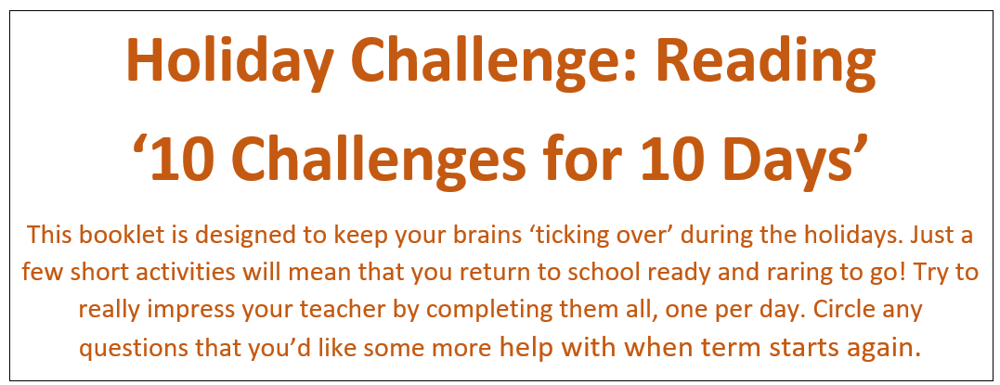 Holiday Challenge: Reading
‘10 Challenges for 10 Days’
This booklet is designed to keep your brains ‘ticking over’ during the holidays. Just a
few short activities will mean that you return to school ready and raring to go! Try to
really impress your teacher by completing them all, one per day. Circle any
questions that you’d like some more help with when term starts again.